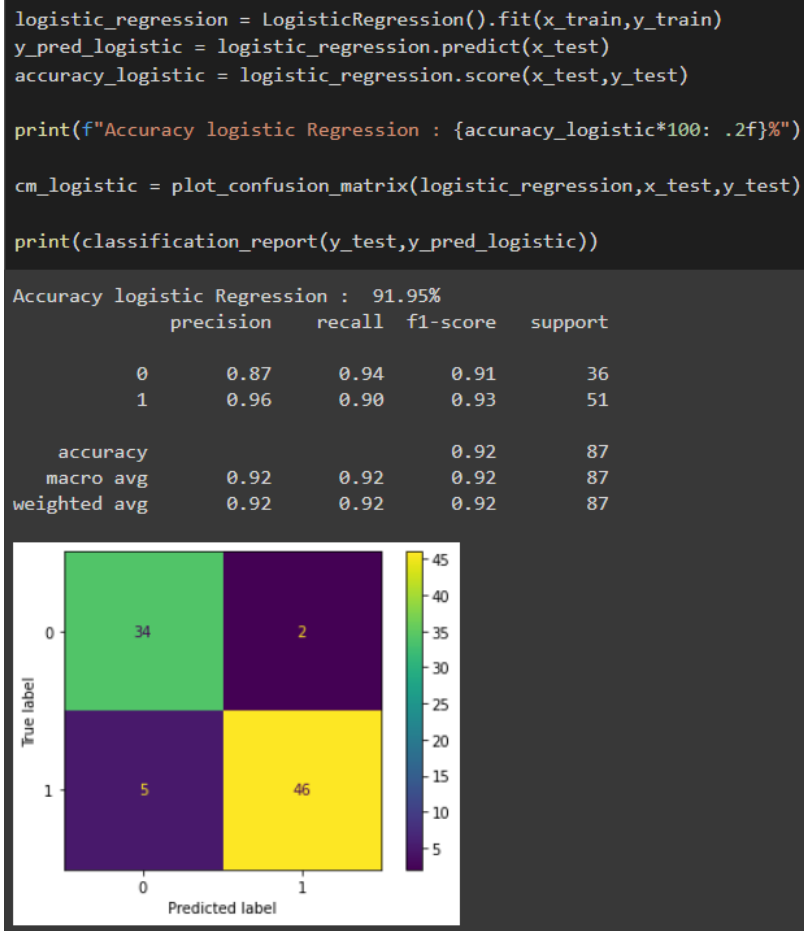 logistic_regression = LogisticRegression().fit(x_train,y_train)
y_pred_logistic = logistic_regression.predict(x_test)
accuracy_logistic = logistic_regression.score(x_test,y_test)
print(f"Accuracy logistic Regression : {accuracy_logistic*100: .2f}%")
cm_logistic = plot_confusion_matrix(logistic_regression,x_test,y_test)
print(classification_report(y_test,y_pred_logistic))
Accuracy logistic Regression :  91.95%
precision recall f1-score support
0 0.87 0.94 0.91 36
1 0.96 0.90 0.93 51
accuracy 0.92 87
macro avg 0.92 0.92 0.92 87
weighted avg 0.92 0.92 0.92 87
True label
0
1
34 2
5 46
0 1
Predicted label
45
40
35
30
25
20
15
10
5